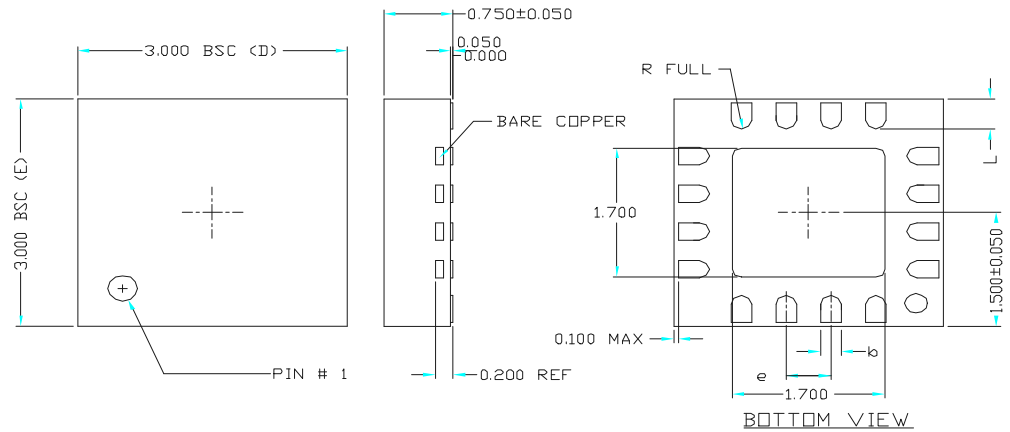 0.750±0.050
3.000 BSC (D)
0.050
0.000
R FULL
BARE COPPER
L
3.000 BSC (E)
1.700
1.500±0.050
0.100 MAX
b
PIN # 1
0.200 REF
e
1.700
BOTTOM VIEW